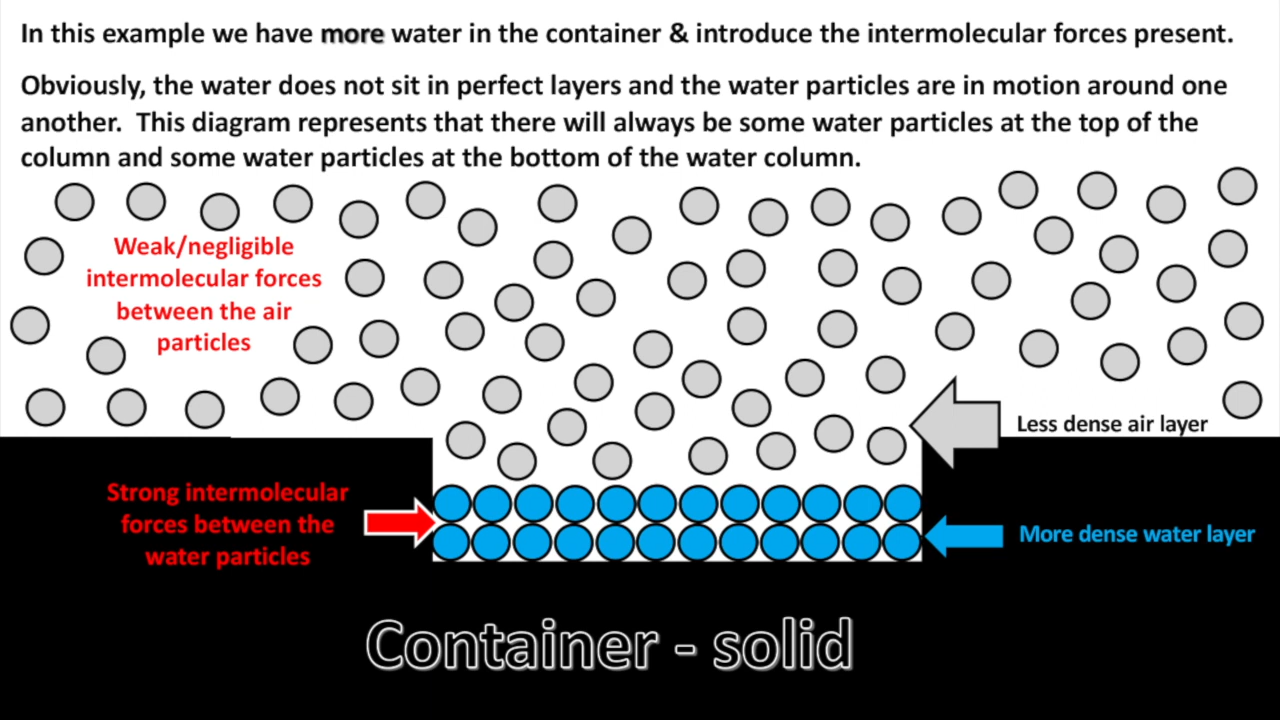 In this example we have more water in the container & introduce the intermolecular forces present.
Obviously, the water does not sit in perfect layers and the water particles are in motion around one
another.  This diagram represents that there will always be some water particles at the top of the
column and some water particles at the bottom of the water column.
Weak/negligible
intermolecular forces
between the air
particles
Less dense air layer
Strong intermolecular
forces between the
water particles
More dense water layer
Container - solid